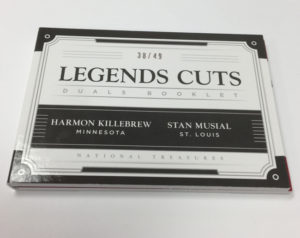 38/49
LEGENDS CUTS
DUALS BOOKLET
HARMON KILLEBREW STAN MUSIAL
MINNESOTA ST. LOUIS
NATIONAL TREASURES